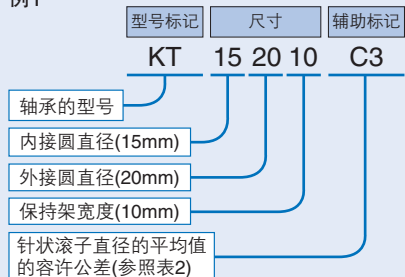 例1
型号标记 尺寸 辅助标记
KT 15 20 10 C3
轴承的型号
内接圆直径(15mm)
外接圆直径(20mm)
保持架宽度(10mm)
针状滚子直径的平均值
的容许公差(参照表2)